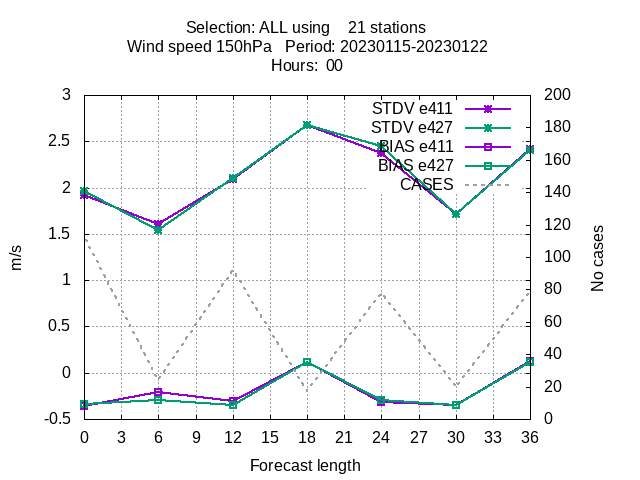 Selection: ALL using    21 stations
Wind speed 150hPa   Period: 20230115-20230122
Hours:  00
3
2.5
2
1.5
1
0.5
0
-0.5
m/s
STDV e411
STDV e427
BIAS e411
BIAS e427
CASES
200
180
160
140
120
100
80
60
40
20
0
No cases
0 3 6 9 12 15 18 21 24 27 30 33 36
Forecast length